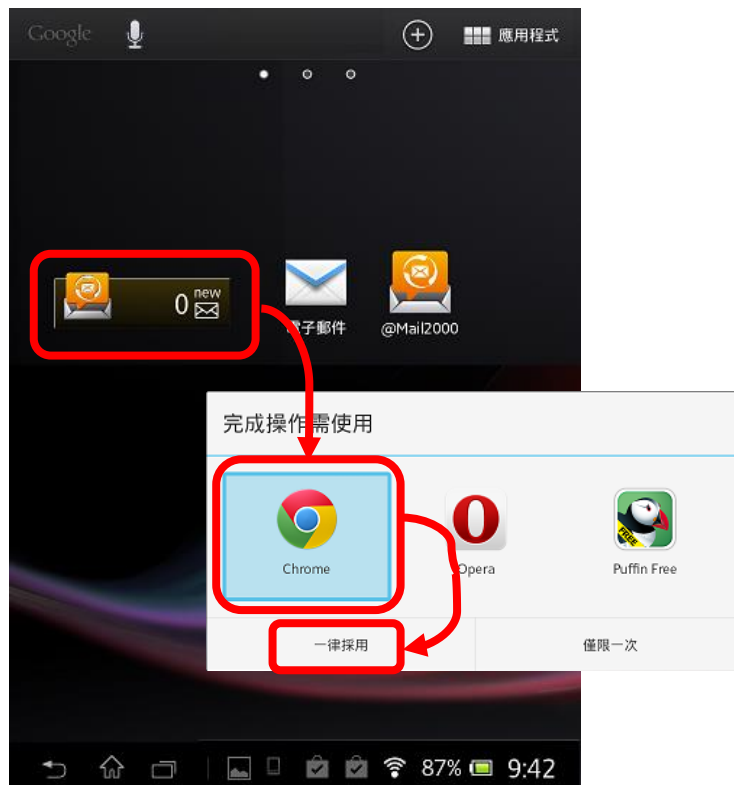 Google
應用程式
0 new
電子郵件
@Mail2000
完成操作需使用
Chrome
Opera
Puffin Free
FREE
一律採用
僅限一次
87%
9:42